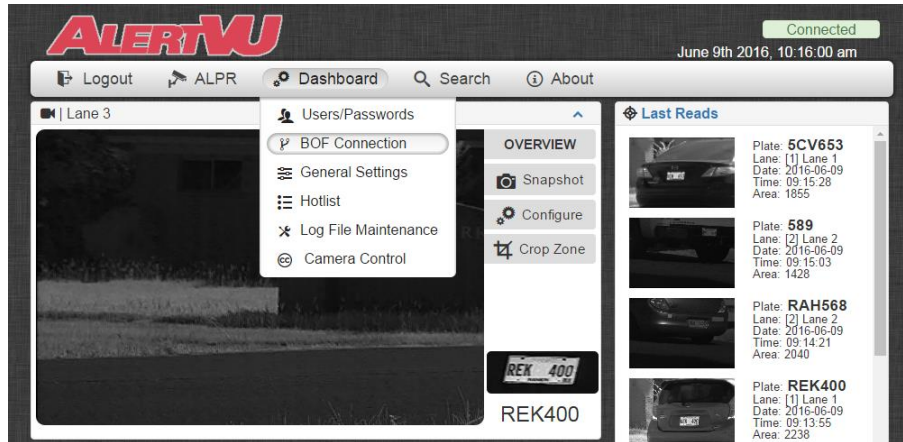 ALERTVU
Connected
June 9th 2016, 10:16:00 am
Logout ALPR Dashboard Search About
| Lane 3
Users/Passwords
BOF Connection
General Settings
Hotlist
Log File Maintenance
Camera Control
OVERVIEW
Snapshot
Configure
Crop Zone
REK 400
REK400
Last Reads
Plate: 5CV653
Lane: [1] Lane 1
Date: 2016-06-09
Time: 09:15:28
Area: 1855
Plate: 589
Lane: [2] Lane 2
Date: 2016-06-09
Time: 09:15:03
Area: 1428
Plate: RAH568
Lane: [2] Lane 2
Date: 2016-06-09
Time: 09:14:21
Area: 2040
Plate: REK400
Lane: [1] Lane 1
Date: 2016-06-09
Time: 09:13:55
Area: 2238